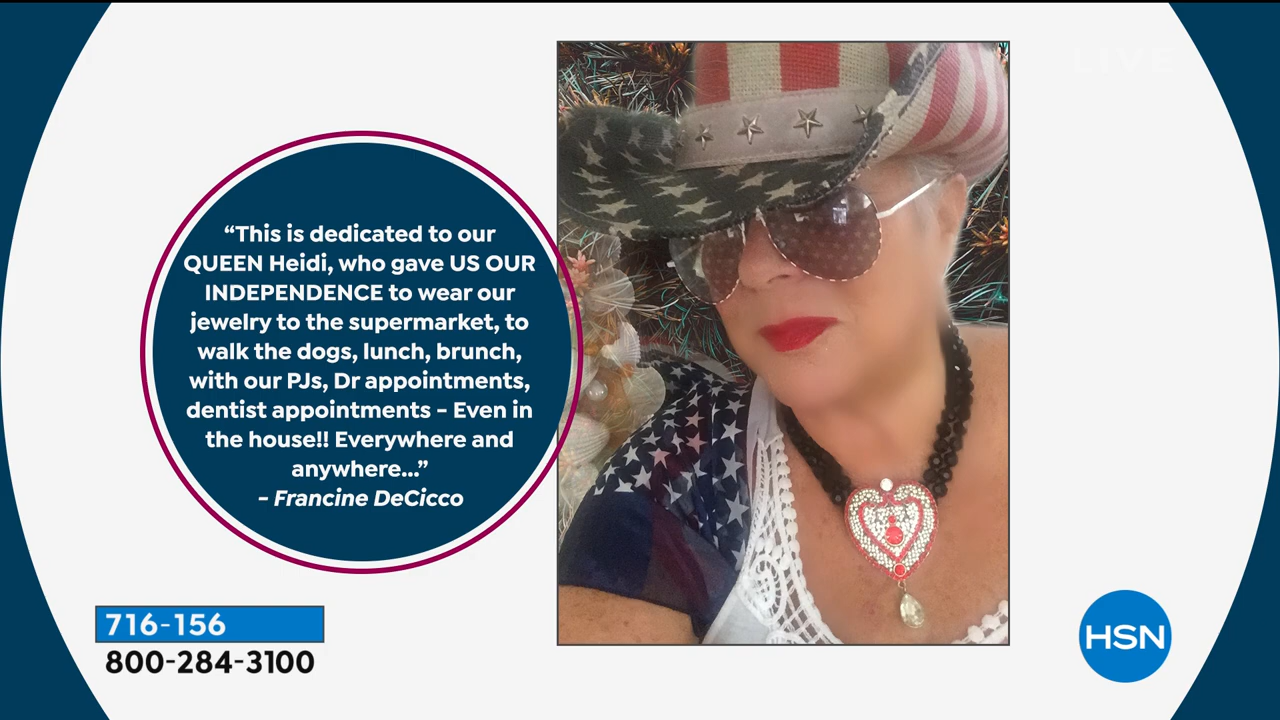 LIVE
“This is dedicated to our
QUEEN Heidi, who gave US OUR
INDEPENDENCE to wear our
jewelry to the supermarket, to
walk the dogs, lunch, brunch,
with our PJs, Dr appointments,
dentist appointments – Even in
the house!! Everywhere and
anywhere...”
– Francine DeCicco
716-156
800-284-3100
HSN